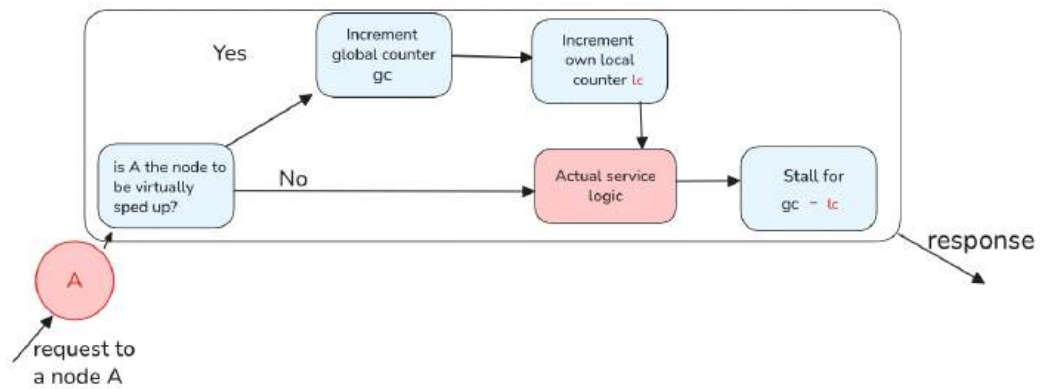 Yes
Increment
global counter
gc
Increment
own local
counter lc
is A the node to
be virtually
sped up?
No
Actual service
logic
Stall for
gc - lc
response
A
request to
a node A